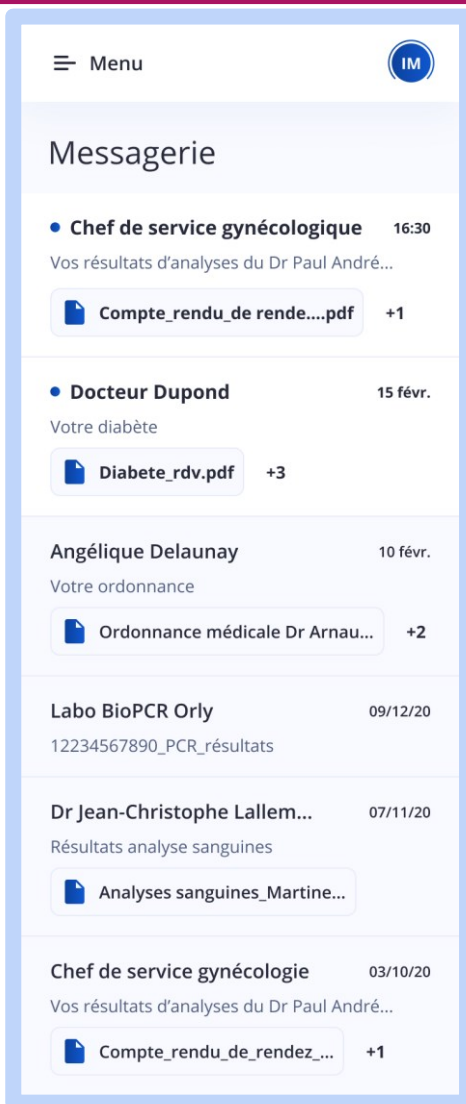 Menu
IM
Messagerie
Chef de service gynécologique 16:30
Vos résultats d’analyses du Dr Paul André...
Compte_rendu_de rende....pdf +1
Docteur Dupond 15 févr.
Votre diabète
Diabete_rdv.pdf +3
Angélique Delaunay 10 févr.
Votre ordonnance
Ordonnance médicale Dr Arnau... +2
Labo BioPCR Orly 09/12/20
12234567890_PCR_résultats
Dr Jean-Christophe Lallem... 07/11/20
Résultats analyse sanguines
Analyses sanguines_Martine...
Chef de service gynécologie 03/10/20
Vos résultats d’analyses du Dr Paul André...
Compte_rendu_de_rendez_... +1